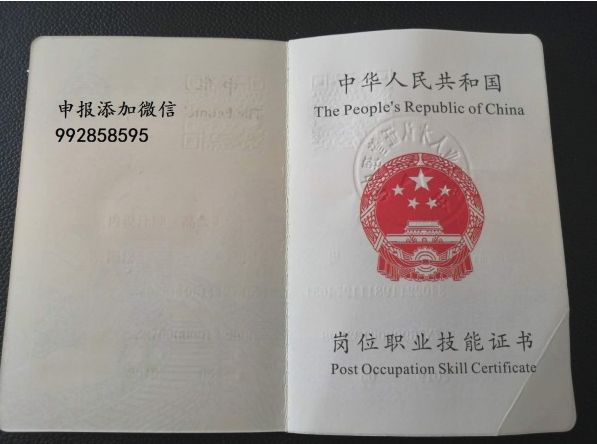 申报添加微信
992858595
中华人民共和国
The People's Republic of China
岗位职业技能证书
Post Occupation Skill Certificate